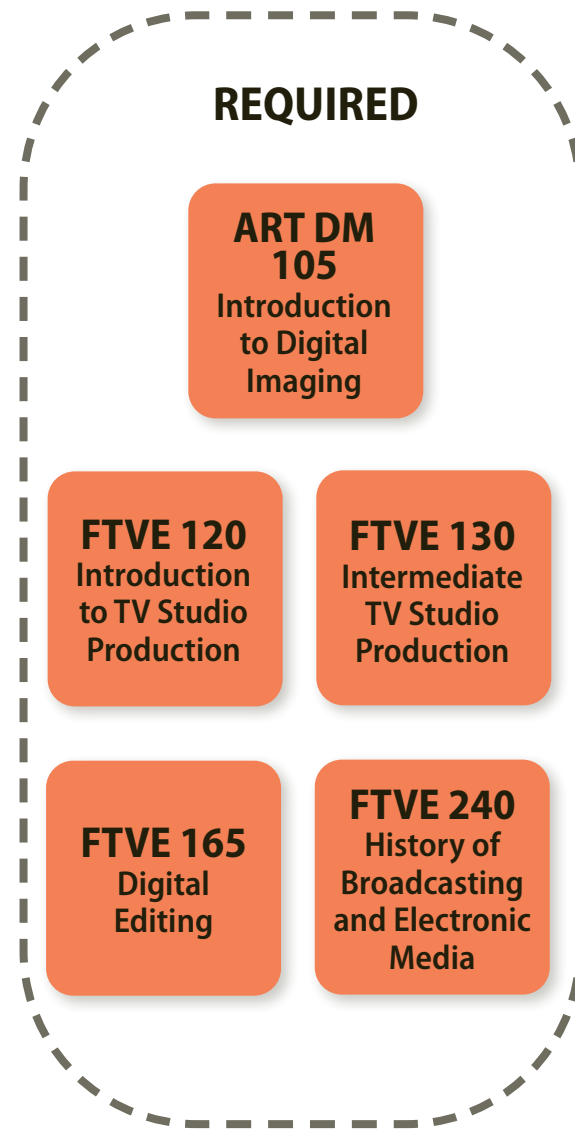 REQUIRED
ART DM
105
Introduction
to Digital
Imaging
FTVE 120
Introduction
to TV Studio
Production
FTVE 130
Intermediate
TV Studio
Production
FTVE 165
Digital
Editing
FTVE 240
History of
Broadcasting
and Electronic
Media